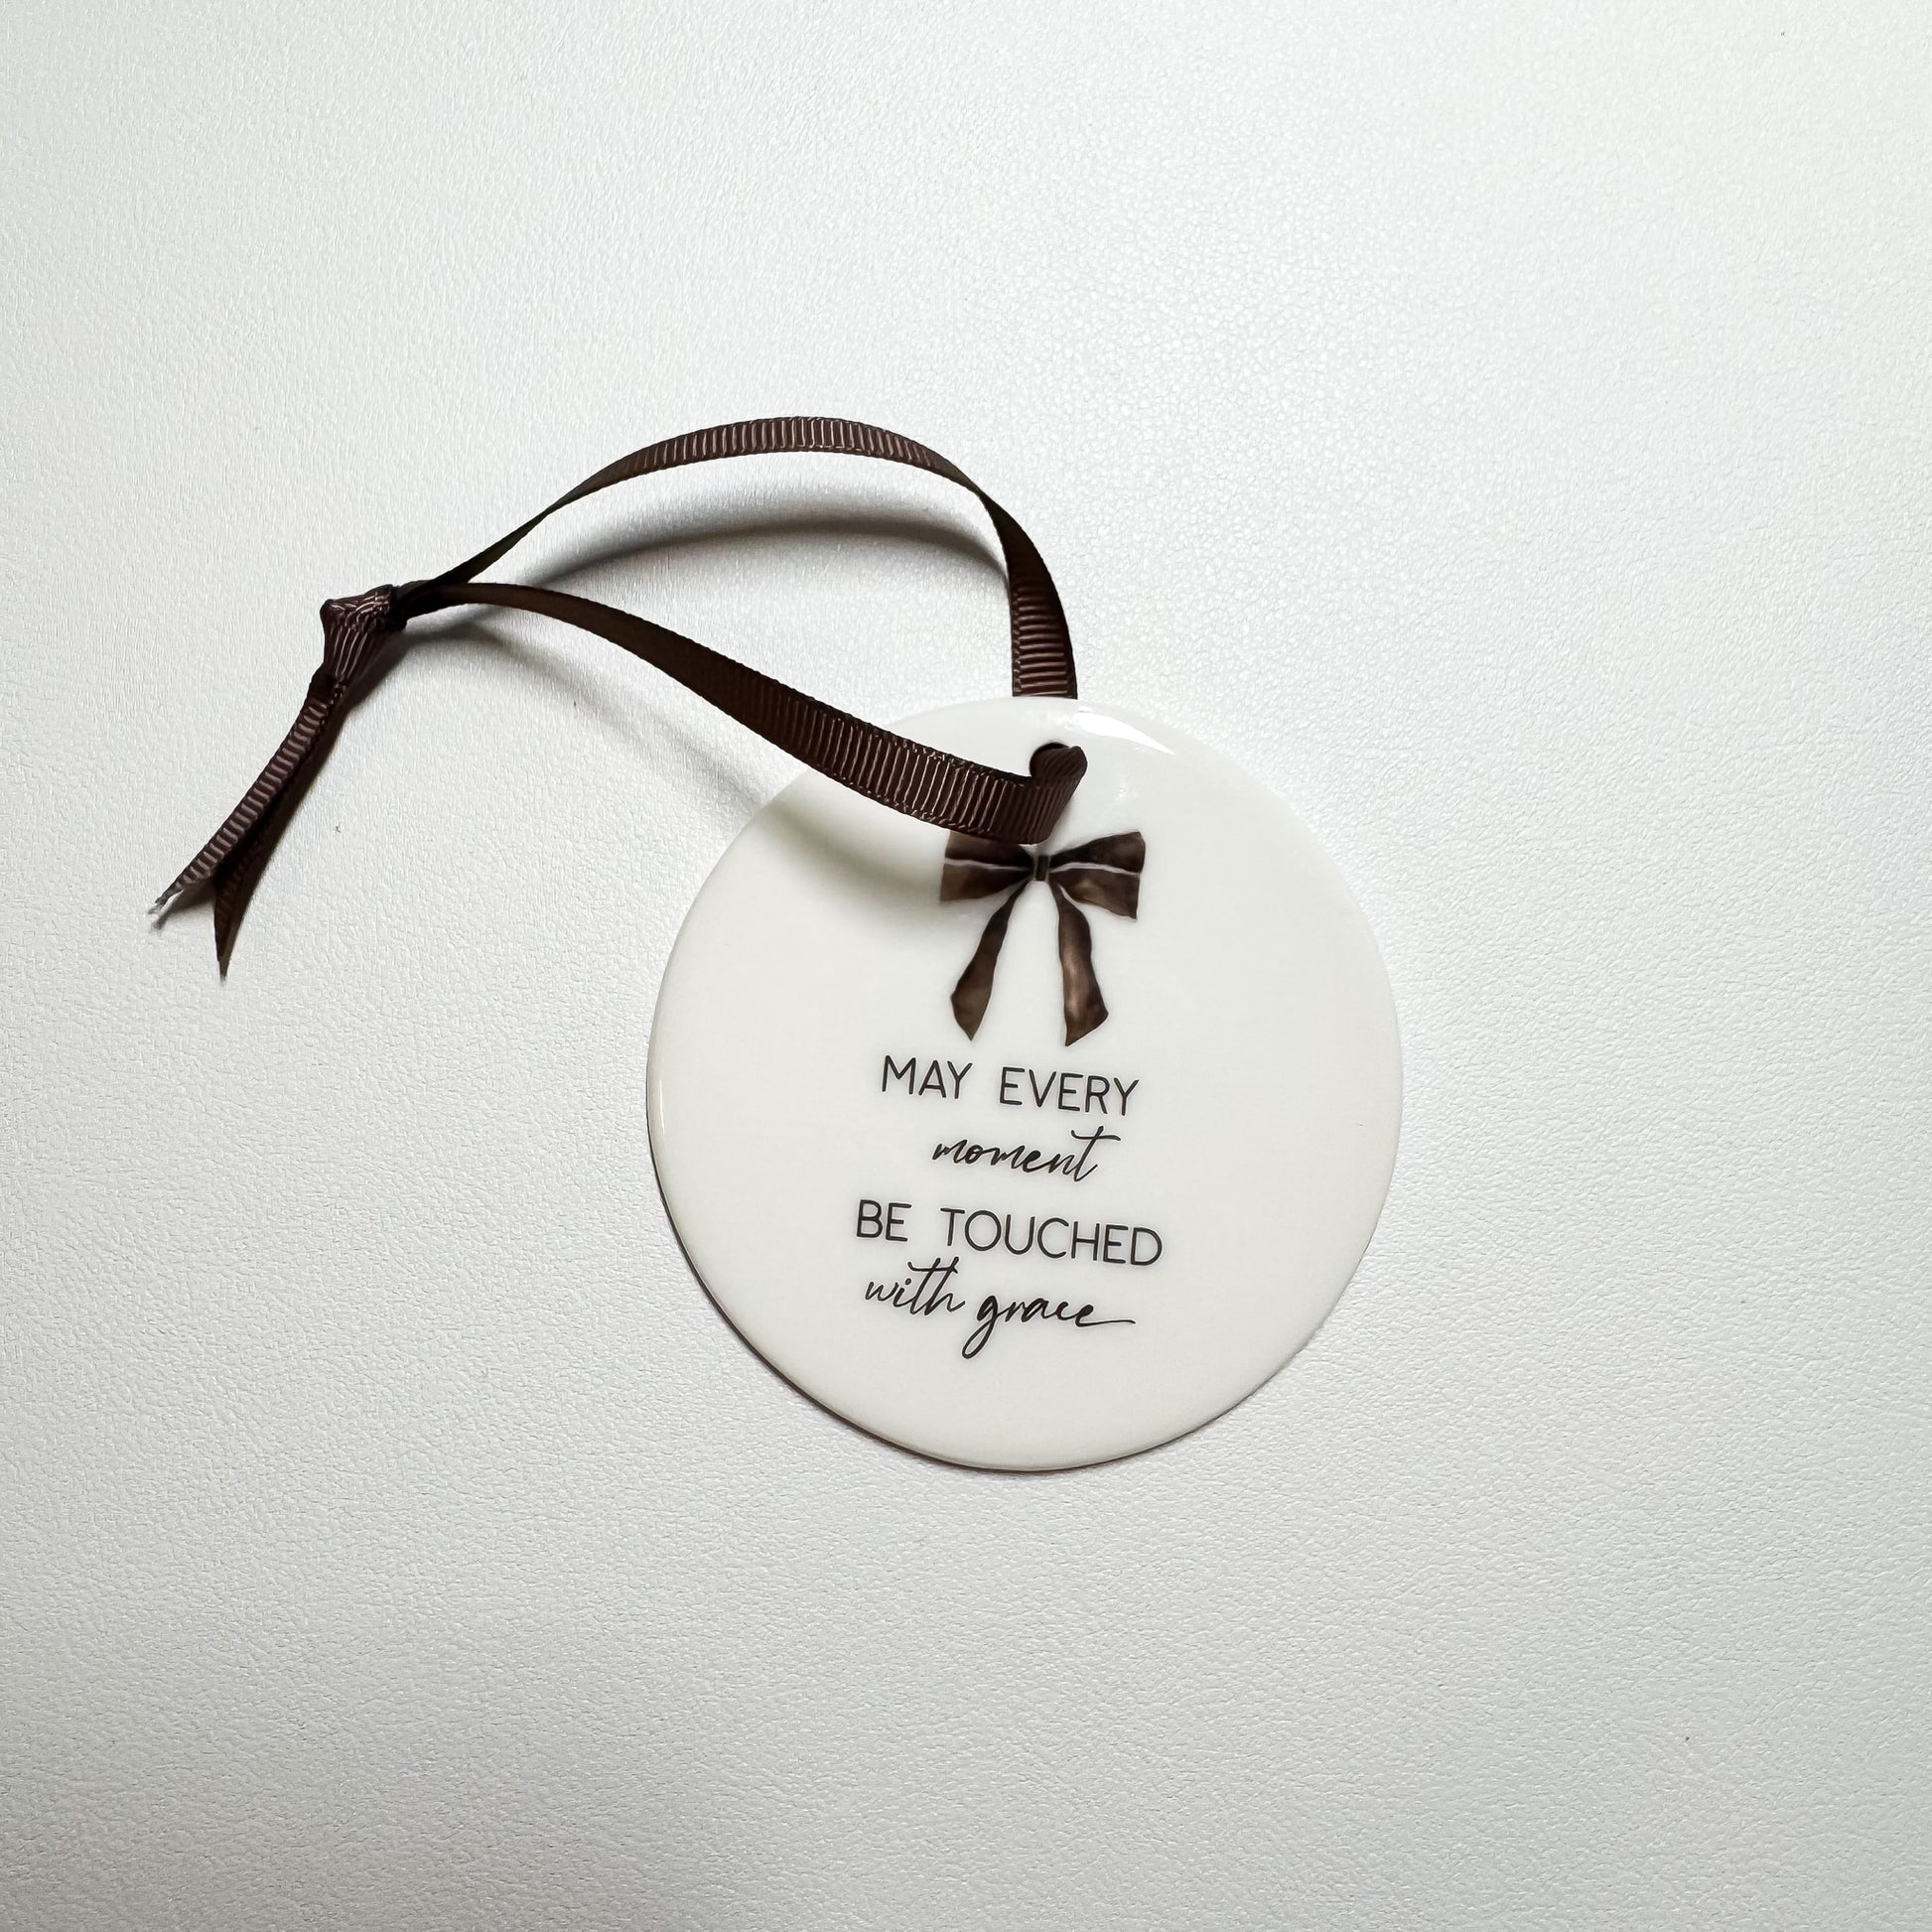 MAY EVERY
moment
BE TOUCHED
with grace